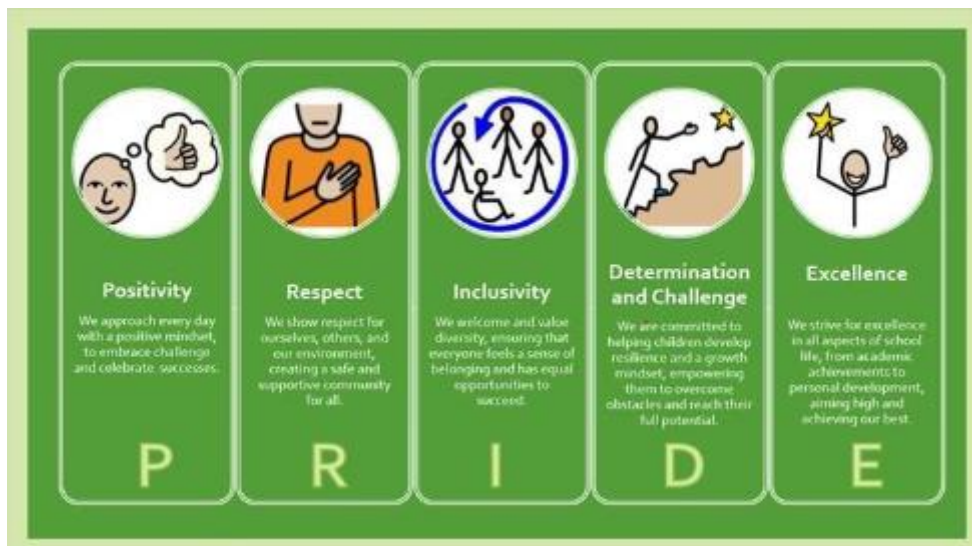 Positivity
We approach every day
with a positive mindset,
to embrace challenge
and celebrate successes.
P
Respect
We show respect for
ourselves, others, and
our environment,
creating a safe and
supportive community
for all.
R
Inclusivity
We welcome and value
diversity, ensuring that
everyone feels a sense of
belonging and has equal
opportunities to
succeed.
I
Determination
and Challenge
We are committed to
helping children develop
resilience and a growth
mindset, empowering
them to overcome
obstacles and reach their
full potential.
D
Excellence
We strive for excellence
in all aspects of school
life, from academic
achievements to
personal development,
aiming high and
achieving our best.
E